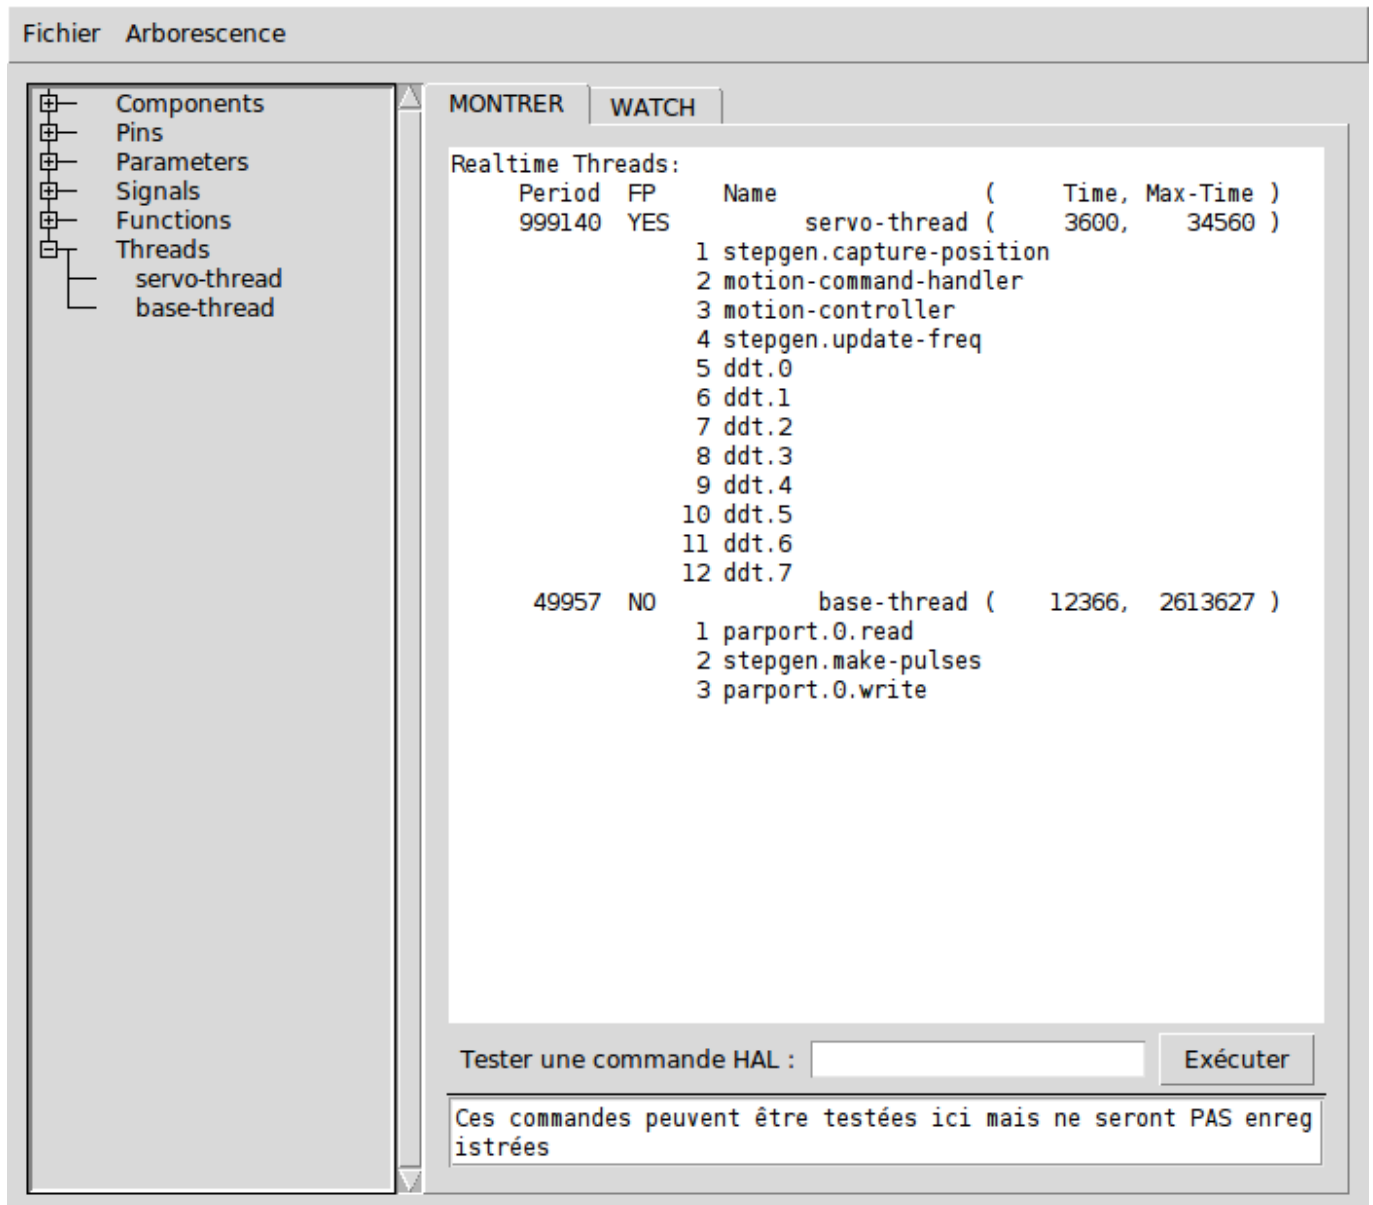 Fichier Arborescence
Components
Pins
Parameters
Signals
Functions
Threads
servo-thread
base-thread
MONTRER WATCH
Realtime Threads:
Period FP Name ( Time, Max-Time )
999140 YES servo-thread ( 3600, 34560 )
1 stepgen.capture-position
2 motion-command-handler
3 motion-controller
4 stepgen.update-freq
5 ddt.0
6 ddt.1
7 ddt.2
8 ddt.3
9 ddt.4
10 ddt.5
11 ddt.6
12 ddt.7
49957 NO base-thread ( 12366, 2613627 )
1 parport.0.read
2 stepgen.make-pulses
3 parport.0.write
Tester une commande HAL : Exécuter
Ces commandes peuvent être testées ici mais ne seront PAS enreg
istrées